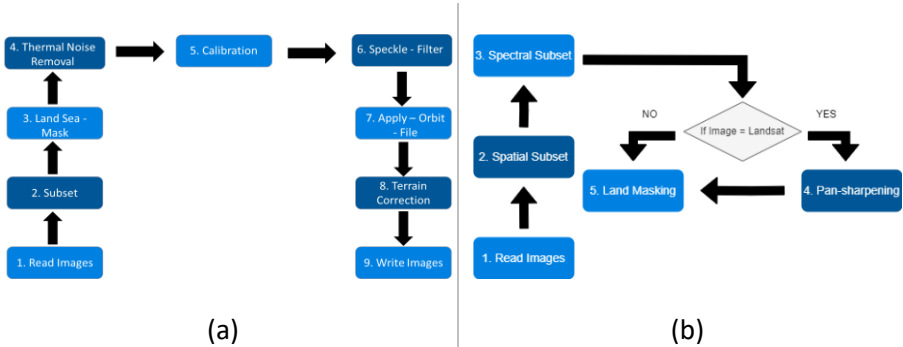 4. Thermal Noise
Removal
5. Calibration
6. Speckle - Filter
3. Land Sea -
Mask
7. Apply – Orbit -
File
2. Subset
8. Terrain
Correction
1. Read Images
9. Write Images
(a)
3. Spectral Subset
NO
YES
If Image = Landsat
2. Spatial Subset
5. Land Masking
4. Pan-sharpening
1. Read Images
(b)